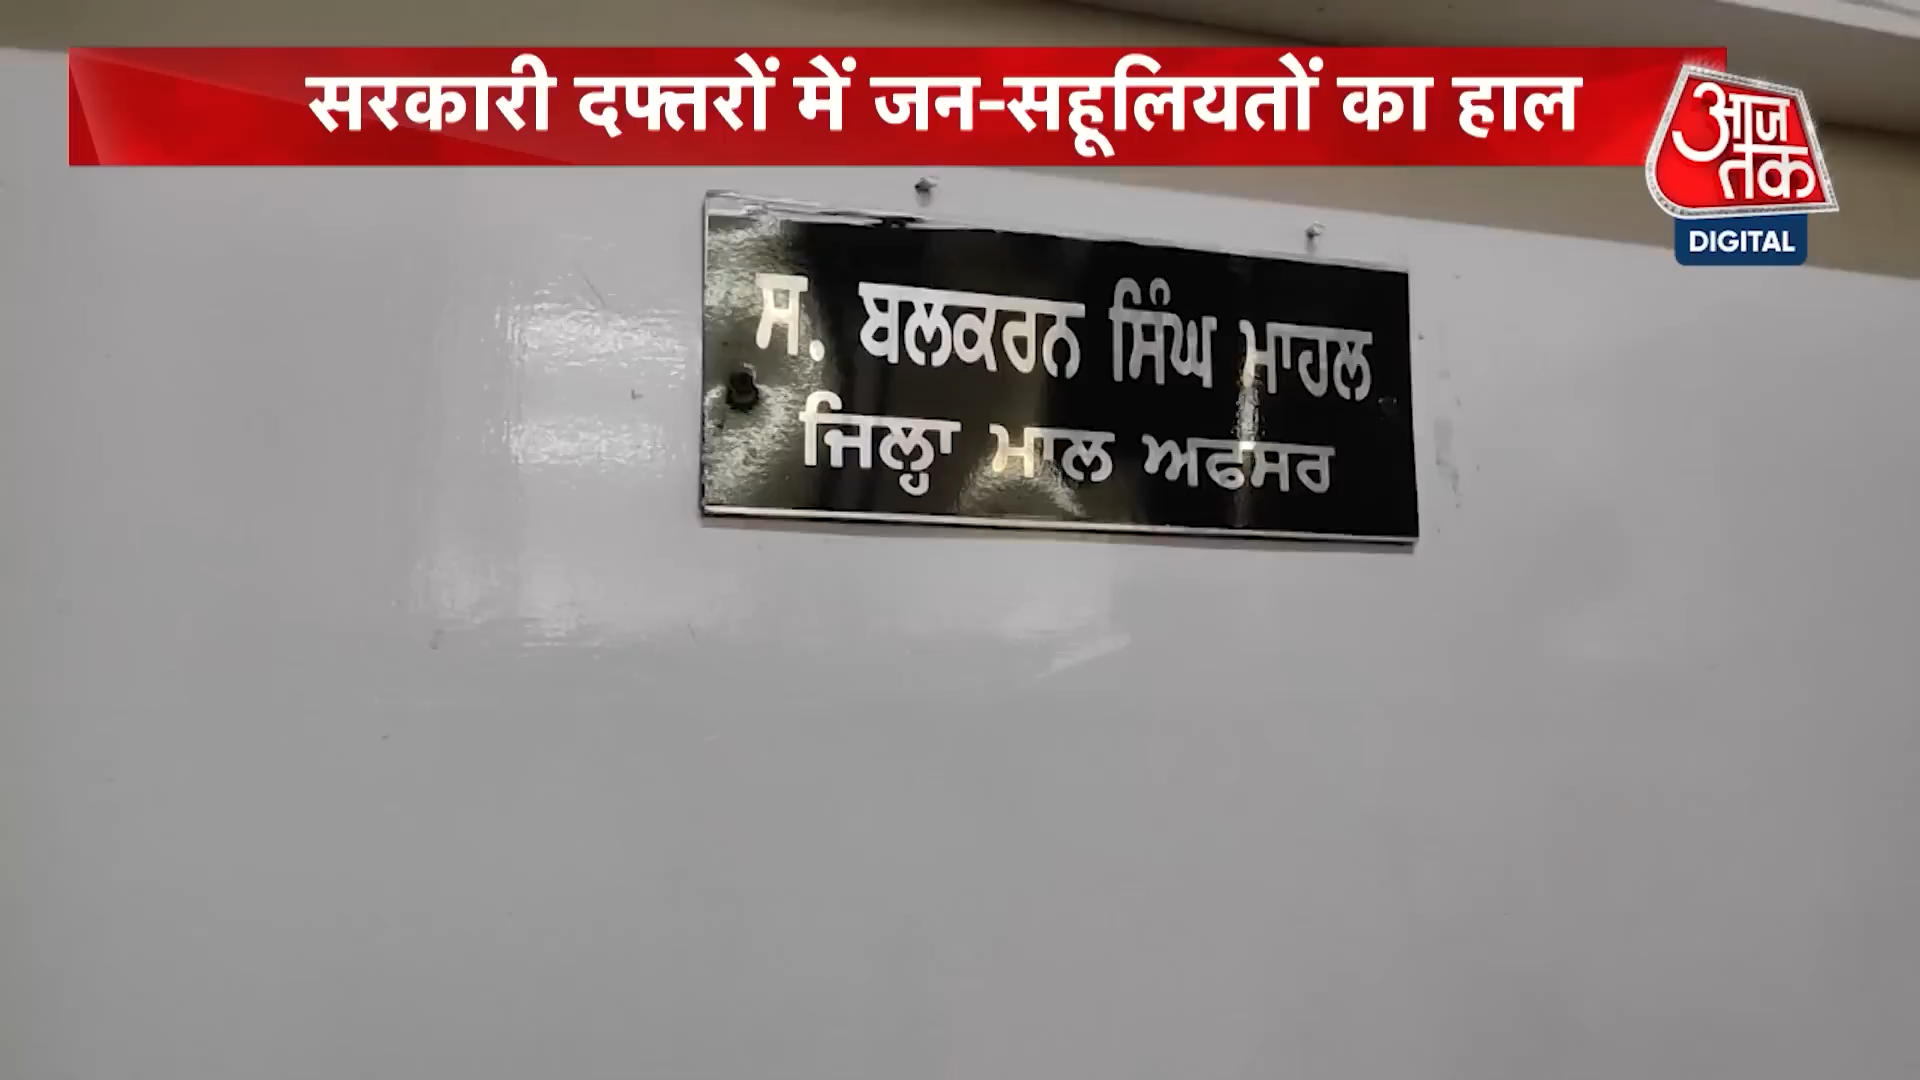 सरकारी दफ्तरों में जन-सहूलियतों का हाल
आज
तक
DIGITAL
ਸ. ਬਲਕਰਨ ਸਿੰਘ ਮਾਹਲ
ਜਿਲ੍ਹਾ ਮਾਲ ਅਫਸਰ